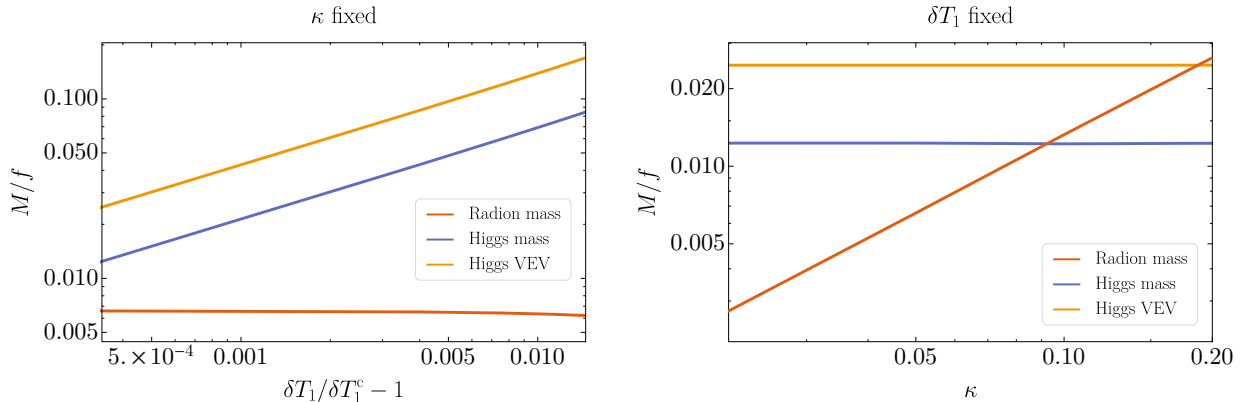 κ fixed
M/f
0.100
0.050
0.010
0.005
5.×10⁻⁴
0.001
0.005
0.010
δT₁/δT₁ᶜ − 1
Radion mass
Higgs mass
Higgs VEV
δT₁ fixed
M/f
0.020
0.010
0.005
0.05
0.10
0.20
κ
Radion mass
Higgs mass
Higgs VEV